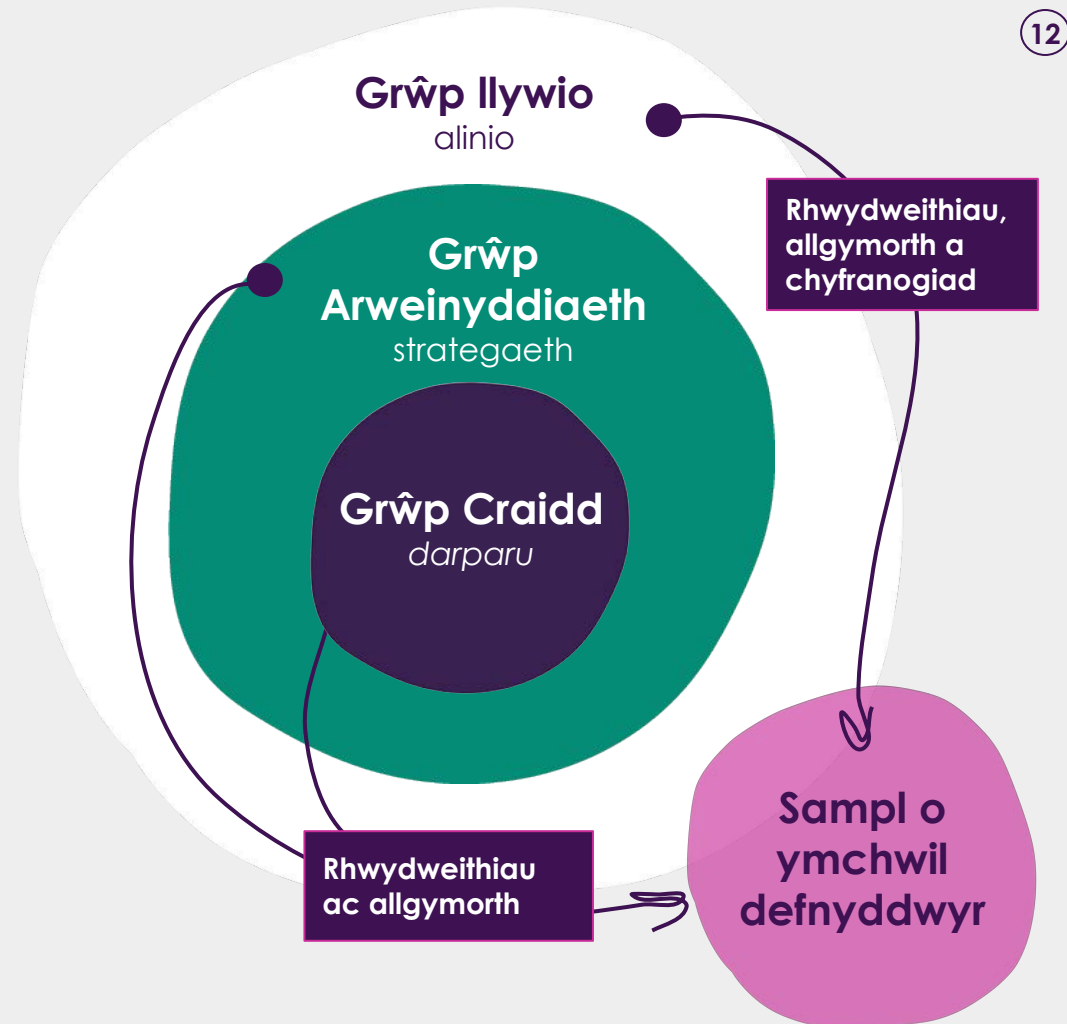 12
Grŵp llywio
alinio
Rhwydweithiau,
allgymorth a
chyfranogiad
Grŵp
Arweinyddiaeth
strategaeth
Grŵp Craidd
darparu
Rhwydweithiau
ac allgymorth
Sampl o
ymchwil
defnyddwyr